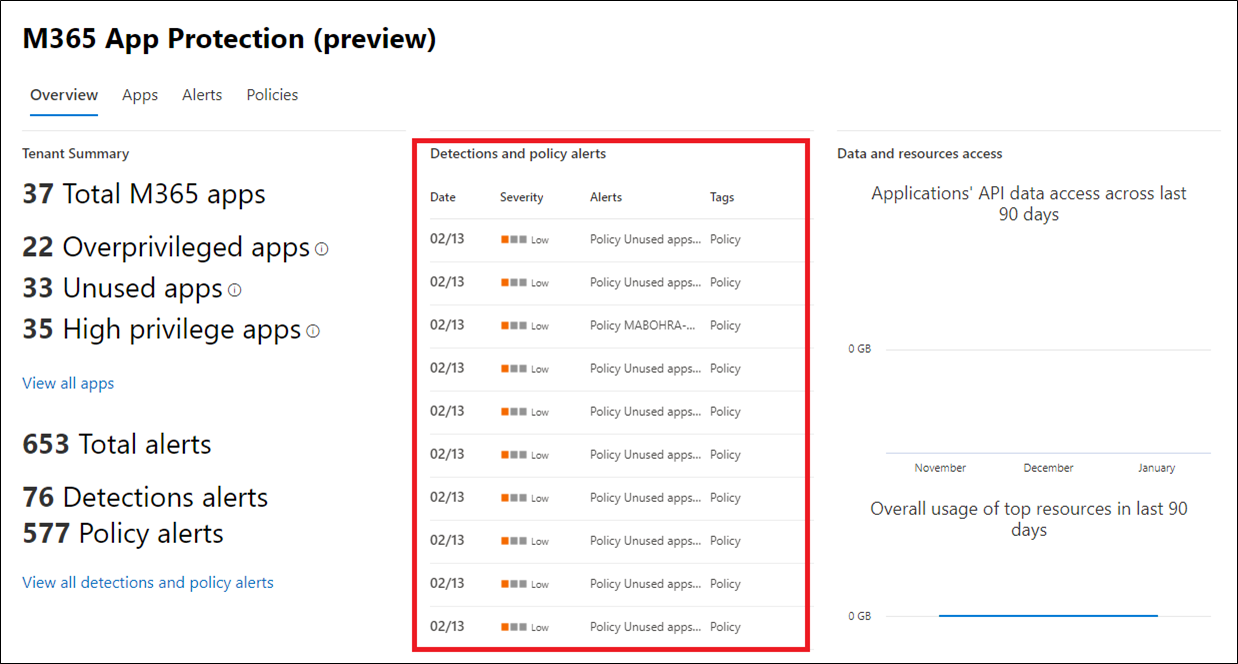 M365 App Protection (preview)
Overview Apps Alerts Policies
Tenant Summary
37 Total M365 apps
22 Overprivileged apps
33 Unused apps
35 High privilege apps
View all apps
653 Total alerts
76 Detections alerts
577 Policy alerts
View all detections and policy alerts
Detections and policy alerts
Date Severity Alerts Tags
02/13 Low Policy Unused apps... Policy
02/13 Low Policy Unused apps... Policy
02/13 Low Policy MABOHRA-... Policy
02/13 Low Policy Unused apps... Policy
02/13 Low Policy Unused apps... Policy
02/13 Low Policy Unused apps... Policy
02/13 Low Policy Unused apps... Policy
02/13 Low Policy Unused apps... Policy
02/13 Low Policy Unused apps... Policy
02/13 Low Policy Unused apps... Policy
Data and resources access
Applications' API data access across last
90 days
0 GB
November December January
Overall usage of top resources in last 90
days
0 GB